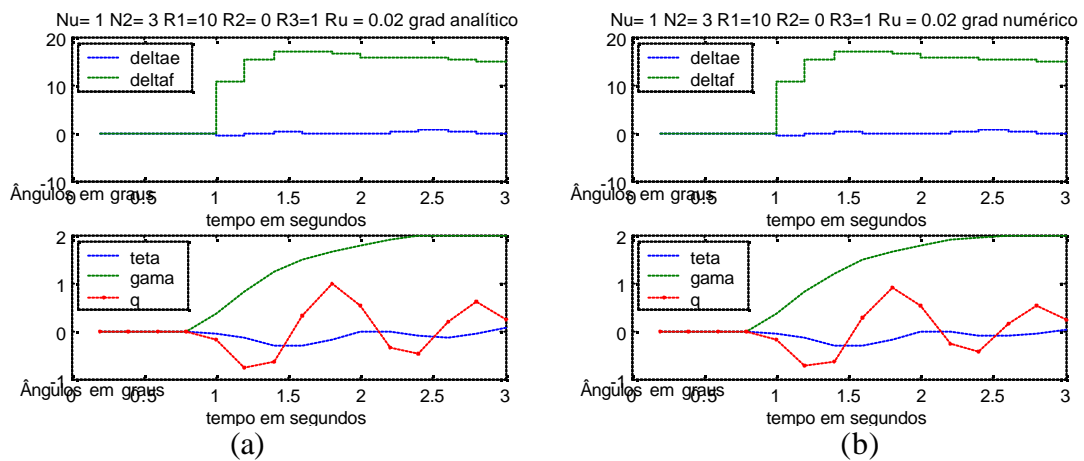 Nu= 1 N2= 3 R1=10 R2= 0 R3=1 Ru = 0.02 grad analítico
20
10
0
-10
deltae
deltaf
Ângulos em graus
0 0.5 1 1.5 2 2.5 3
tempo em segundos
2
1
0
-1
teta
gama
q
Ângulos em graus
0 0.5 1 1.5 2 2.5 3
tempo em segundos
(a)
Nu= 1 N2= 3 R1=10 R2= 0 R3=1 Ru = 0.02 grad numérico
20
10
0
-10
deltae
deltaf
Ângulos em graus
0 0.5 1 1.5 2 2.5 3
tempo em segundos
2
1
0
-1
teta
gama
q
Ângulos em graus
0 0.5 1 1.5 2 2.5 3
tempo em segundos
(b)